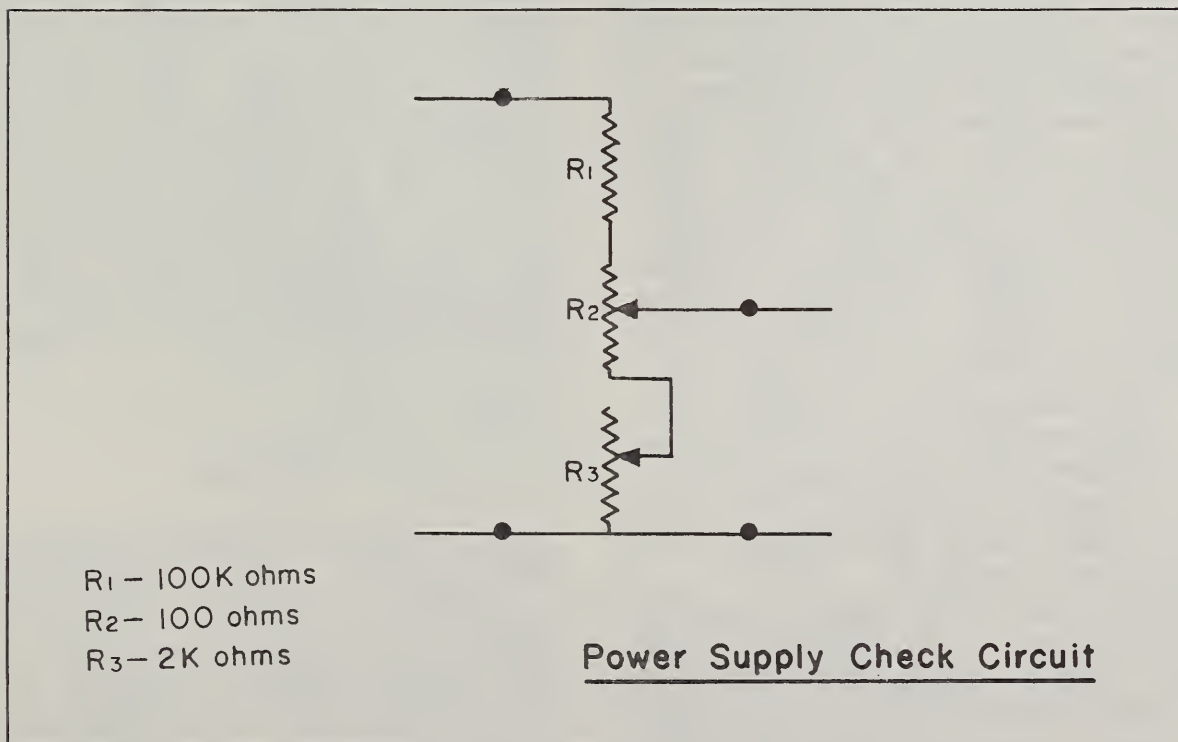 R1
R2
R3
R1 – 100K ohms
R2 – 100 ohms
R3 – 2K ohms
Power Supply Check Circuit